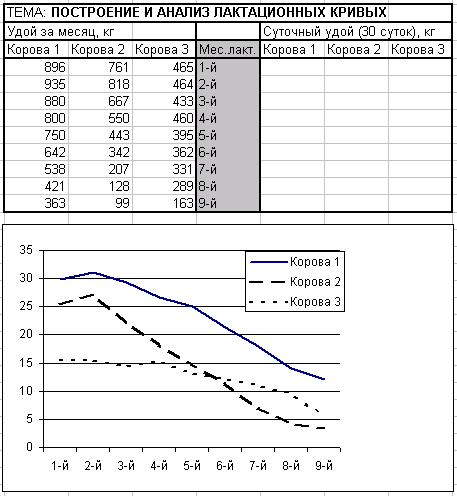 ТЕМА: ПОСТРОЕНИЕ И АНАЛИЗ ЛАКТАЦИОННЫХ КРИВЫХ
Удой за месяц, кг Суточный удой (30 суток), кг
Корова 1 Корова 2 Корова 3 Мес.лакт. Корова 1 Корова 2 Корова 3
896 761 465 1-й
935 818 464 2-й
880 667 433 3-й
800 550 460 4-й
750 443 395 5-й
642 342 362 6-й
538 207 331 7-й
421 128 289 8-й
363 99 163 9-й
35
30
25
20
15
10
5
0
Корова 1
Корова 2
Корова 3
1-й 2-й 3-й 4-й 5-й 6-й 7-й 8-й 9-й